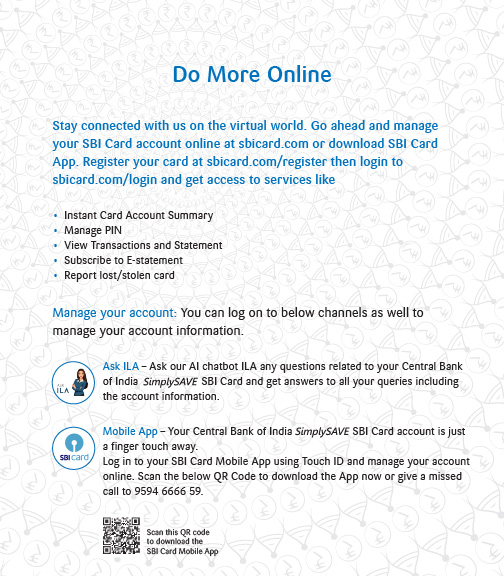 Do More Online
Stay connected with us on the virtual world. Go ahead and manage
your SBI Card account online at sbicard.com or download SBI Card
App. Register your card at sbicard.com/register then login to
sbicard.com/login and get access to services like
• Instant Card Account Summary
• Manage PIN
• View Transactions and Statement
• Subscribe to E-statement
• Report lost/stolen card
Manage your account: You can log on to below channels as well to
manage your account information.
ASK
ILA
Ask ILA – Ask our AI chatbot ILA any questions related to your Central Bank
of India SimplySAVE SBI Card and get answers to all your queries including
the account information.
SBI card
Mobile App – Your Central Bank of India SimplySAVE SBI Card account is just
a finger touch away.
Log in to your SBI Card Mobile App using Touch ID and manage your account
online. Scan the below QR Code to download the App now or give a missed
call to 9594 6666 59.
Scan this QR code
to download the
SBI Card Mobile App